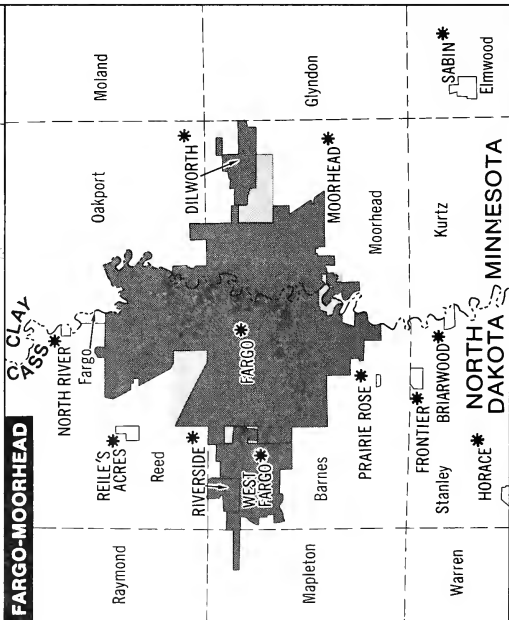 FARGO-MOORHEAD
CLAY
CASS
Raymond
Mapleton
Warren
NORTH RIVER
Fargo
REILE'S
ACRES
Reed
RIVERSIDE
WEST
FARGO
FARGO
Barnes
PRAIRIE ROSE
FRONTIER
BRIARWOOD
Stanley
HORACE
NORTH
DAKOTA
MINNESOTA
Oakport
Moland
DILWORTH
Glyndon
MOORHEAD
Moorhead
Kurtz
SABIN
Elmwood